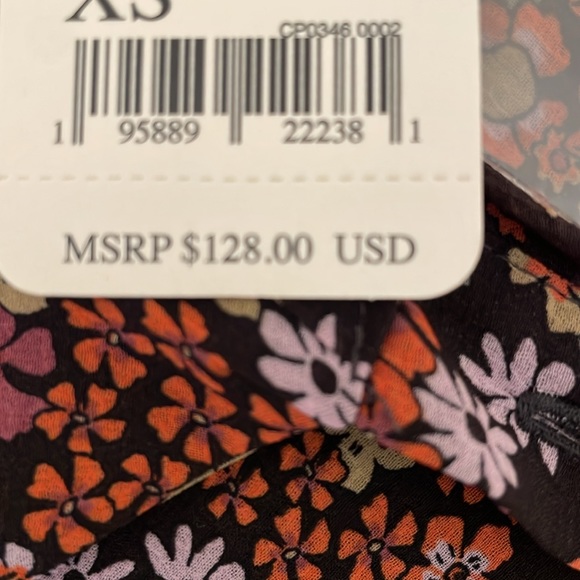 XS
CP0346 0002
1 95889 22238 1
MSRP $128.00 USD